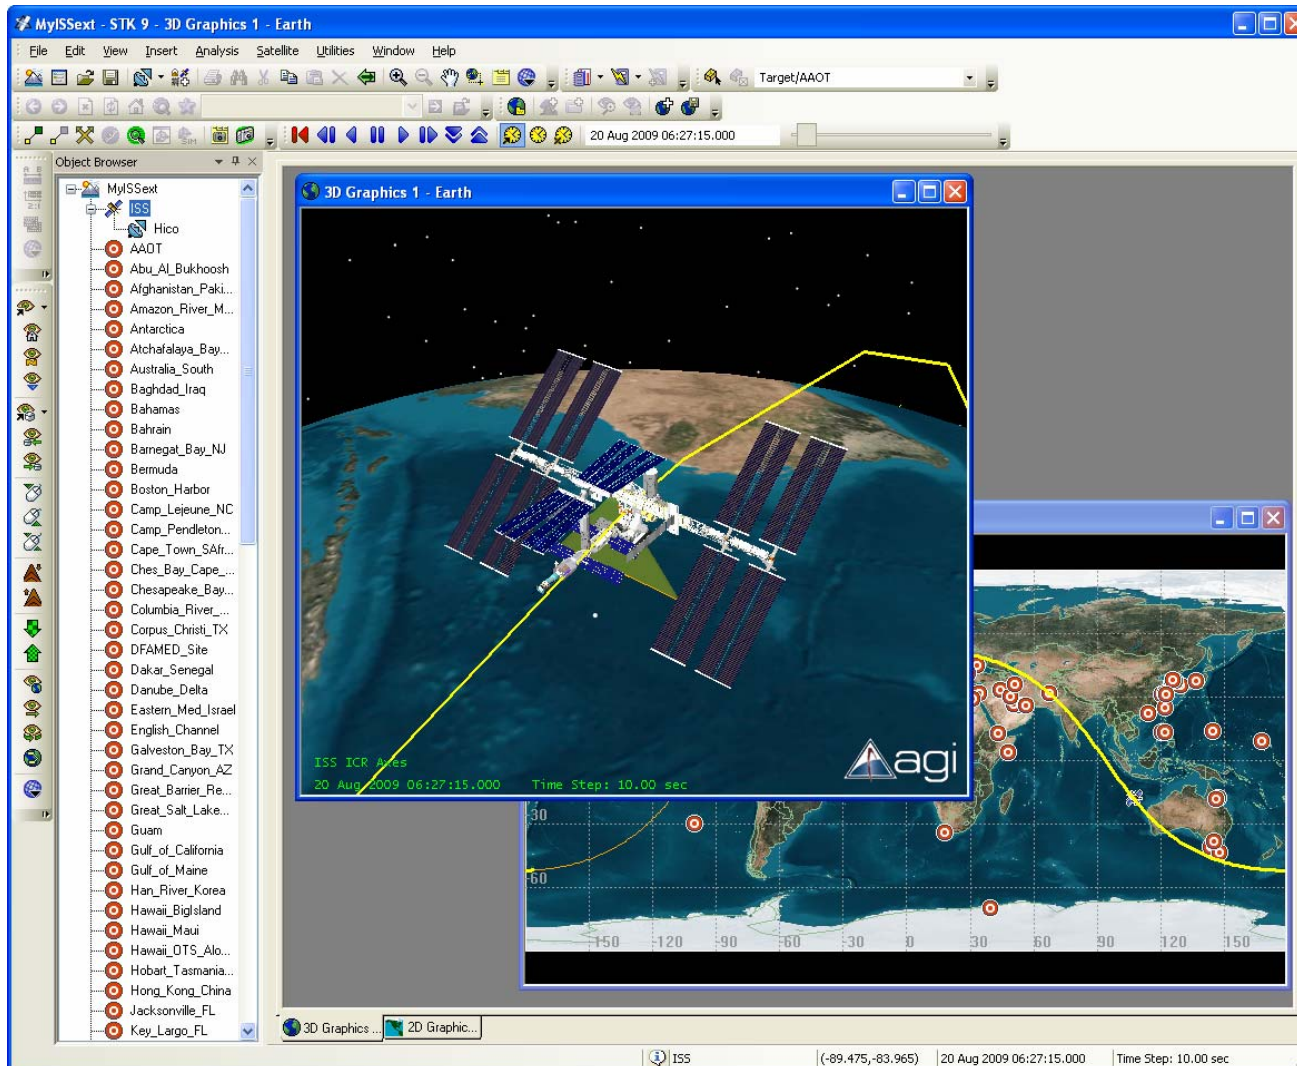 MyISSext - STK 9 - 3D Graphics 1 - Earth
File Edit View Insert Analysis Satellite Utilities Window Help
Target/AAOT
20 Aug 2009 06:27:15.000
Object Browser
MyISSext
ISS
Hico
AAOT
Abu_Al_Bukhoosh
Afghanistan_Paki...
Amazon_River_M...
Antarctica
Atchafalaya_Bay...
Australia_South
Baghdad_Iraq
Bahamas
Bahrain
Barnegat_Bay_NJ
Bermuda
Boston_Harbor
Camp_Lejeune_NC
Camp_Pendleton...
Cape_Town_SAfr...
Ches_Bay_Cape_...
Chesapeake_Bay...
Columbia_River_...
Corpus_Christi_TX
DFAMED_Site
Dakar_Senegal
Danube_Delta
Eastern_Med_Israel
English_Channel
Galveston_Bay_TX
Grand_Canyon_AZ
Great_Barrier_Re...
Great_Salt_Lake...
Guam
Gulf_of_California
Gulf_of_Maine
Han_River_Korea
Hawaii_BigIsland
Hawaii_Maui
Hawaii_OTS_Alo...
Hobart_Tasmania...
Hong_Kong_China
Jacksonville_FL
Key_Largo_FL
3D Graphics 1 - Earth
agi
ISS ICR Axes
20 Aug 2009 06:27:15.000 Time Step: 10.00 sec
-30
-60
-150 -120 -90 -60 -30 0 30 60 90 120 150
3D Graphics ... 2D Graphic...
ISS (-89.475,-83.965) 20 Aug 2009 06:27:15.000 Time Step: 10.00 sec